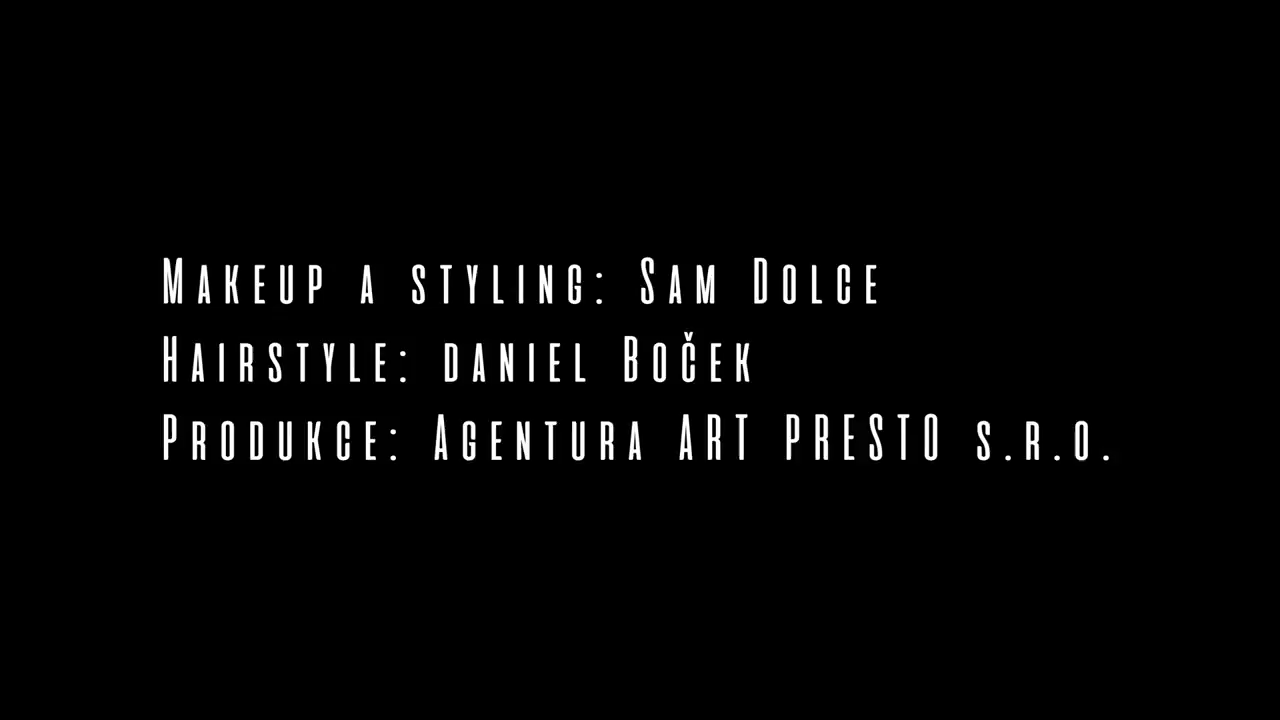 Makeup a styling: Sam Dolce
Hairstyle: daniel Boček
Produkce: Agentura ART PRESTO s.r.o.